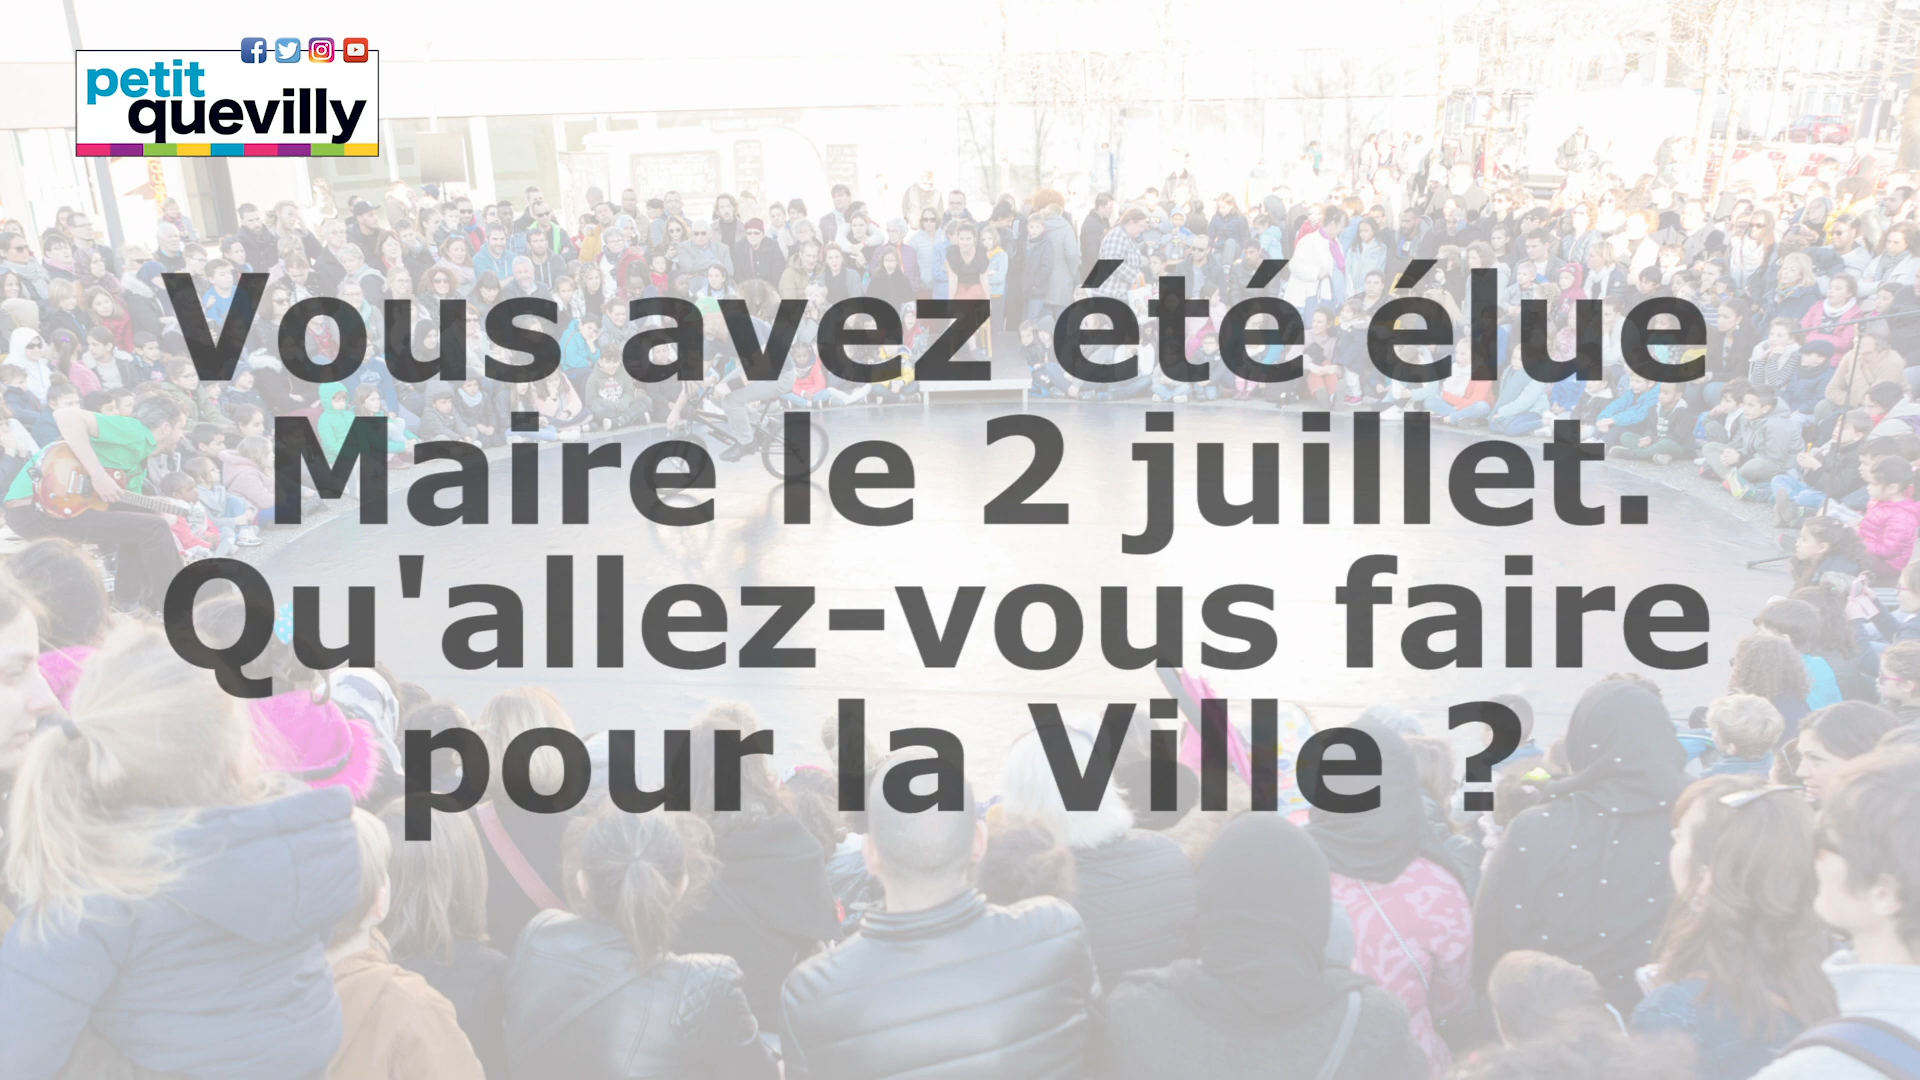 petit
quevilly
Vous avez été élue
Maire le 2 juillet.
Qu'allez-vous faire
pour la Ville ?